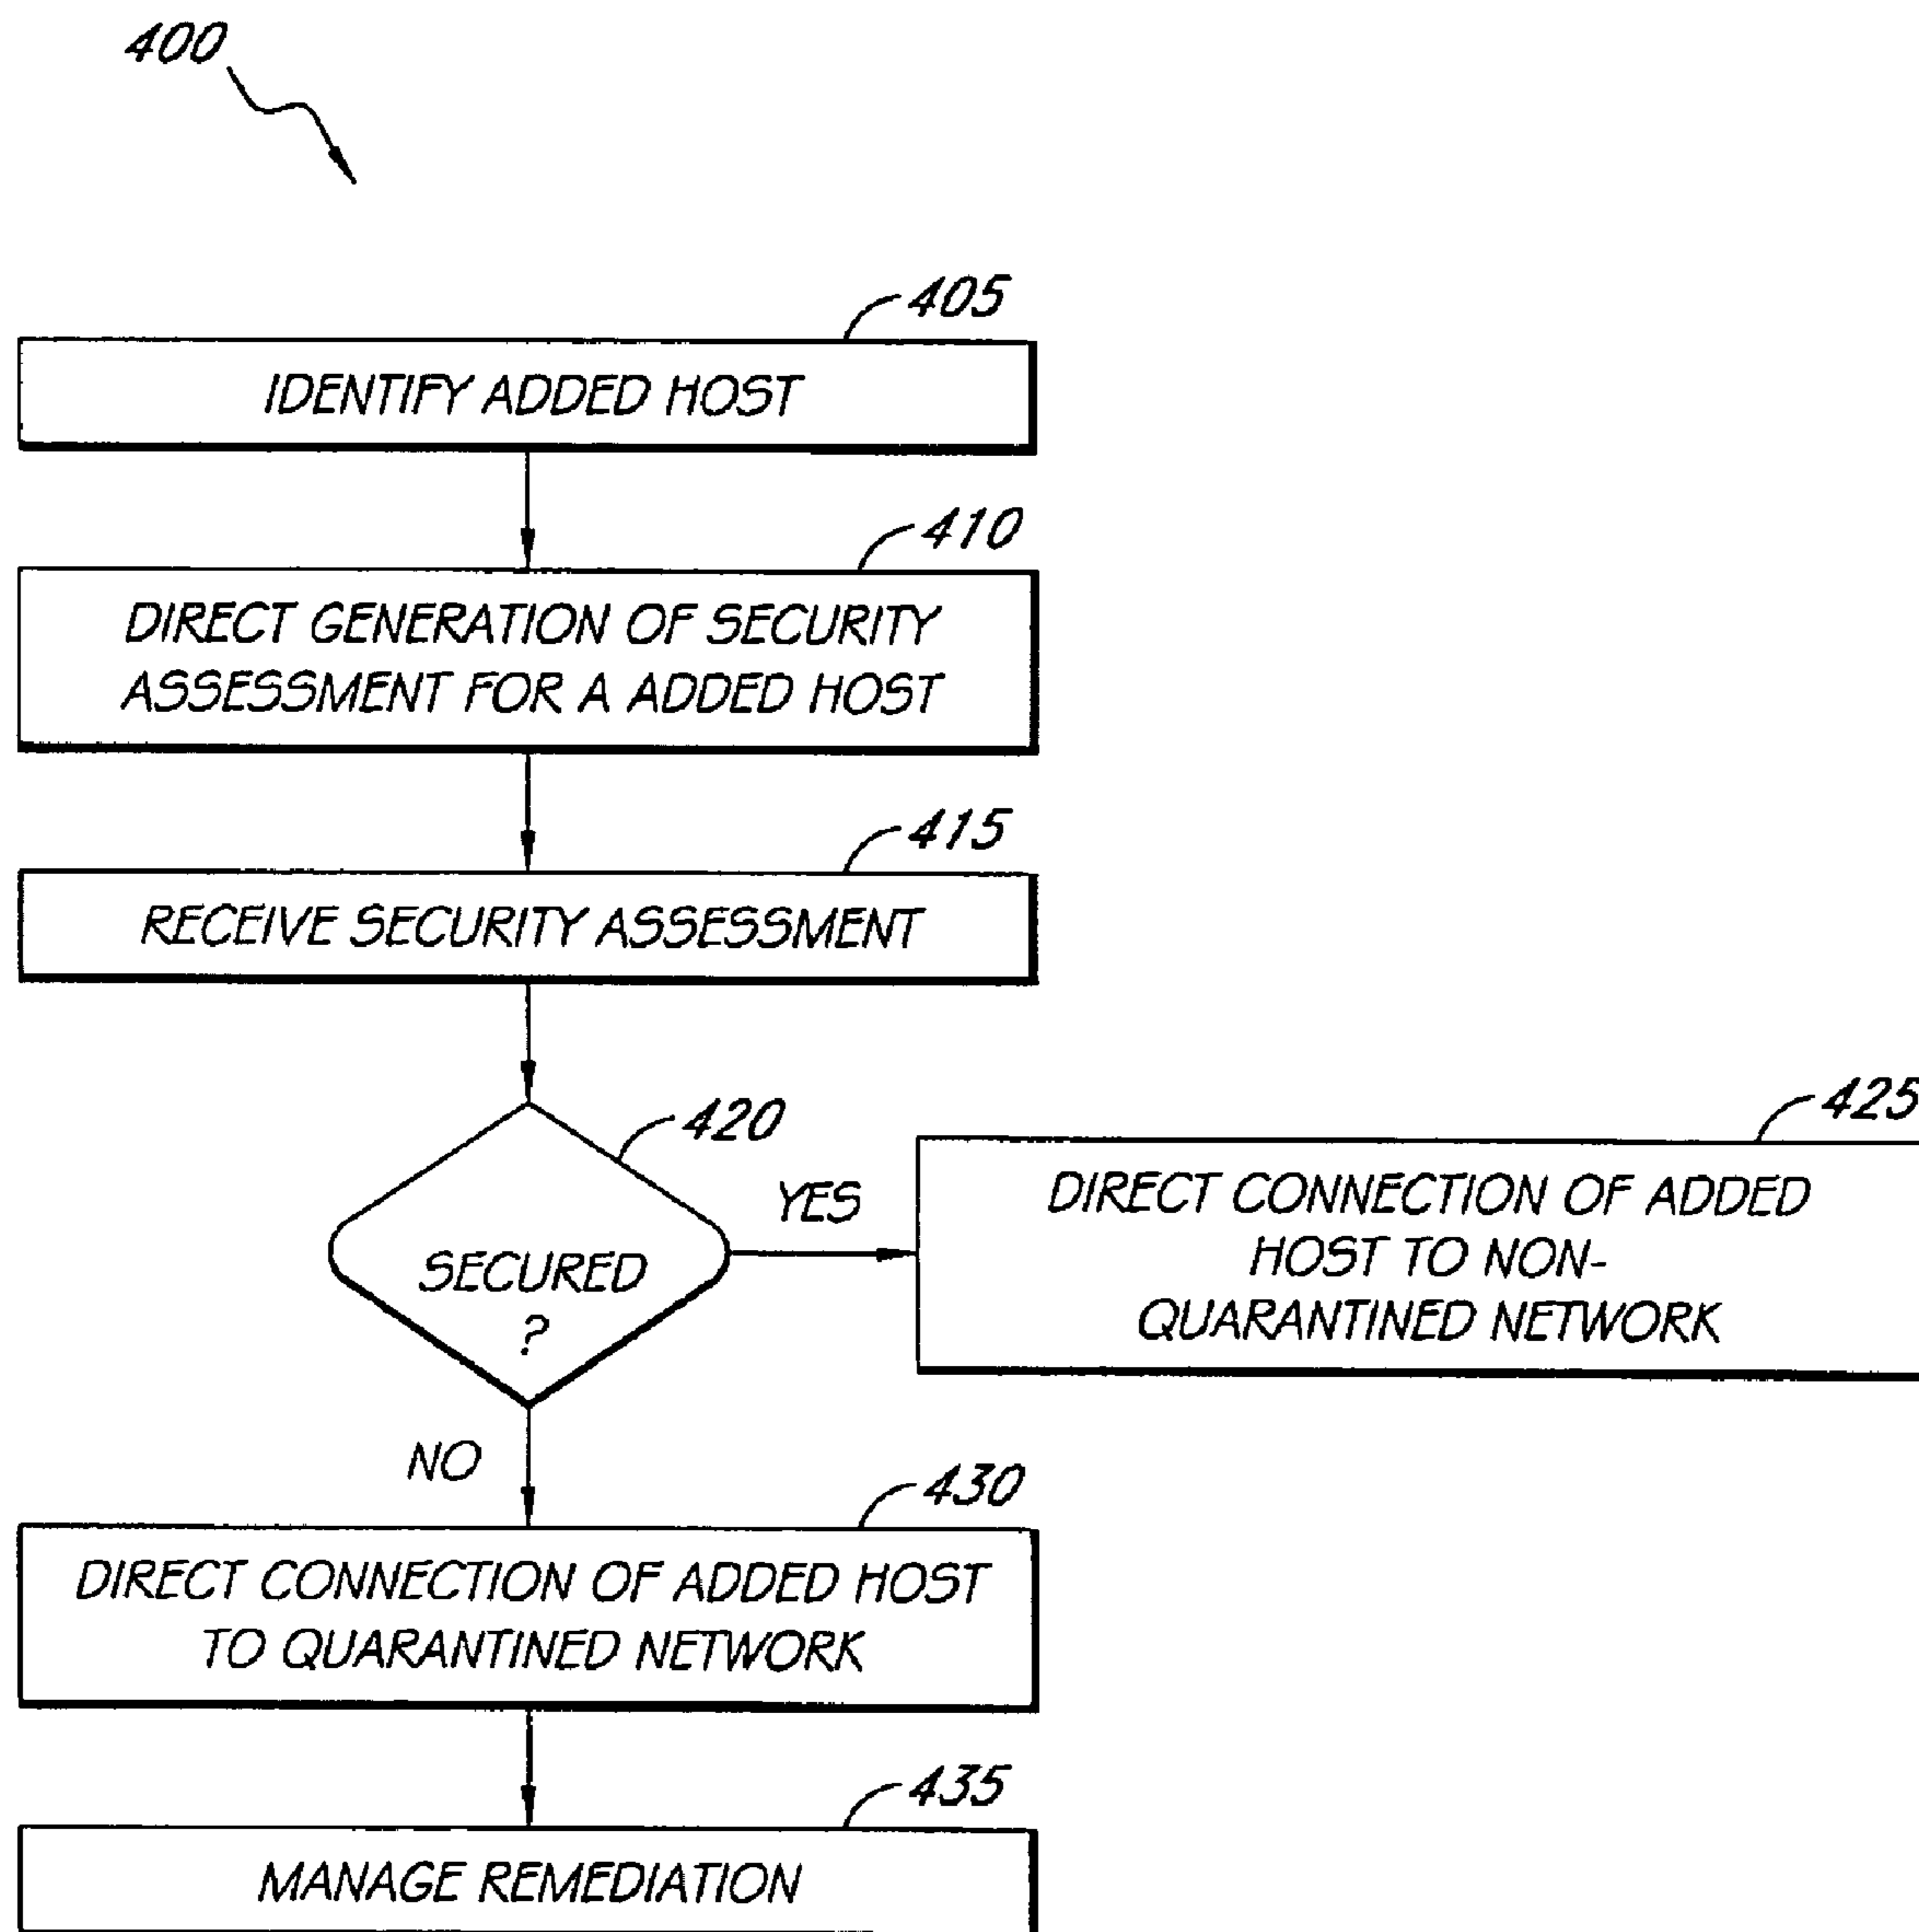 400
405
IDENTIFY ADDED HOST
410
DIRECT GENERATION OF SECURITY
ASSESSMENT FOR A ADDED HOST
415
RECEIVE SECURITY ASSESSMENT
420
SECURED
?
YES
425
DIRECT CONNECTION OF ADDED
HOST TO NON-
QUARANTINED NETWORK
NO
430
DIRECT CONNECTION OF ADDED HOST
TO QUARANTINED NETWORK
435
MANAGE REMEDIATION